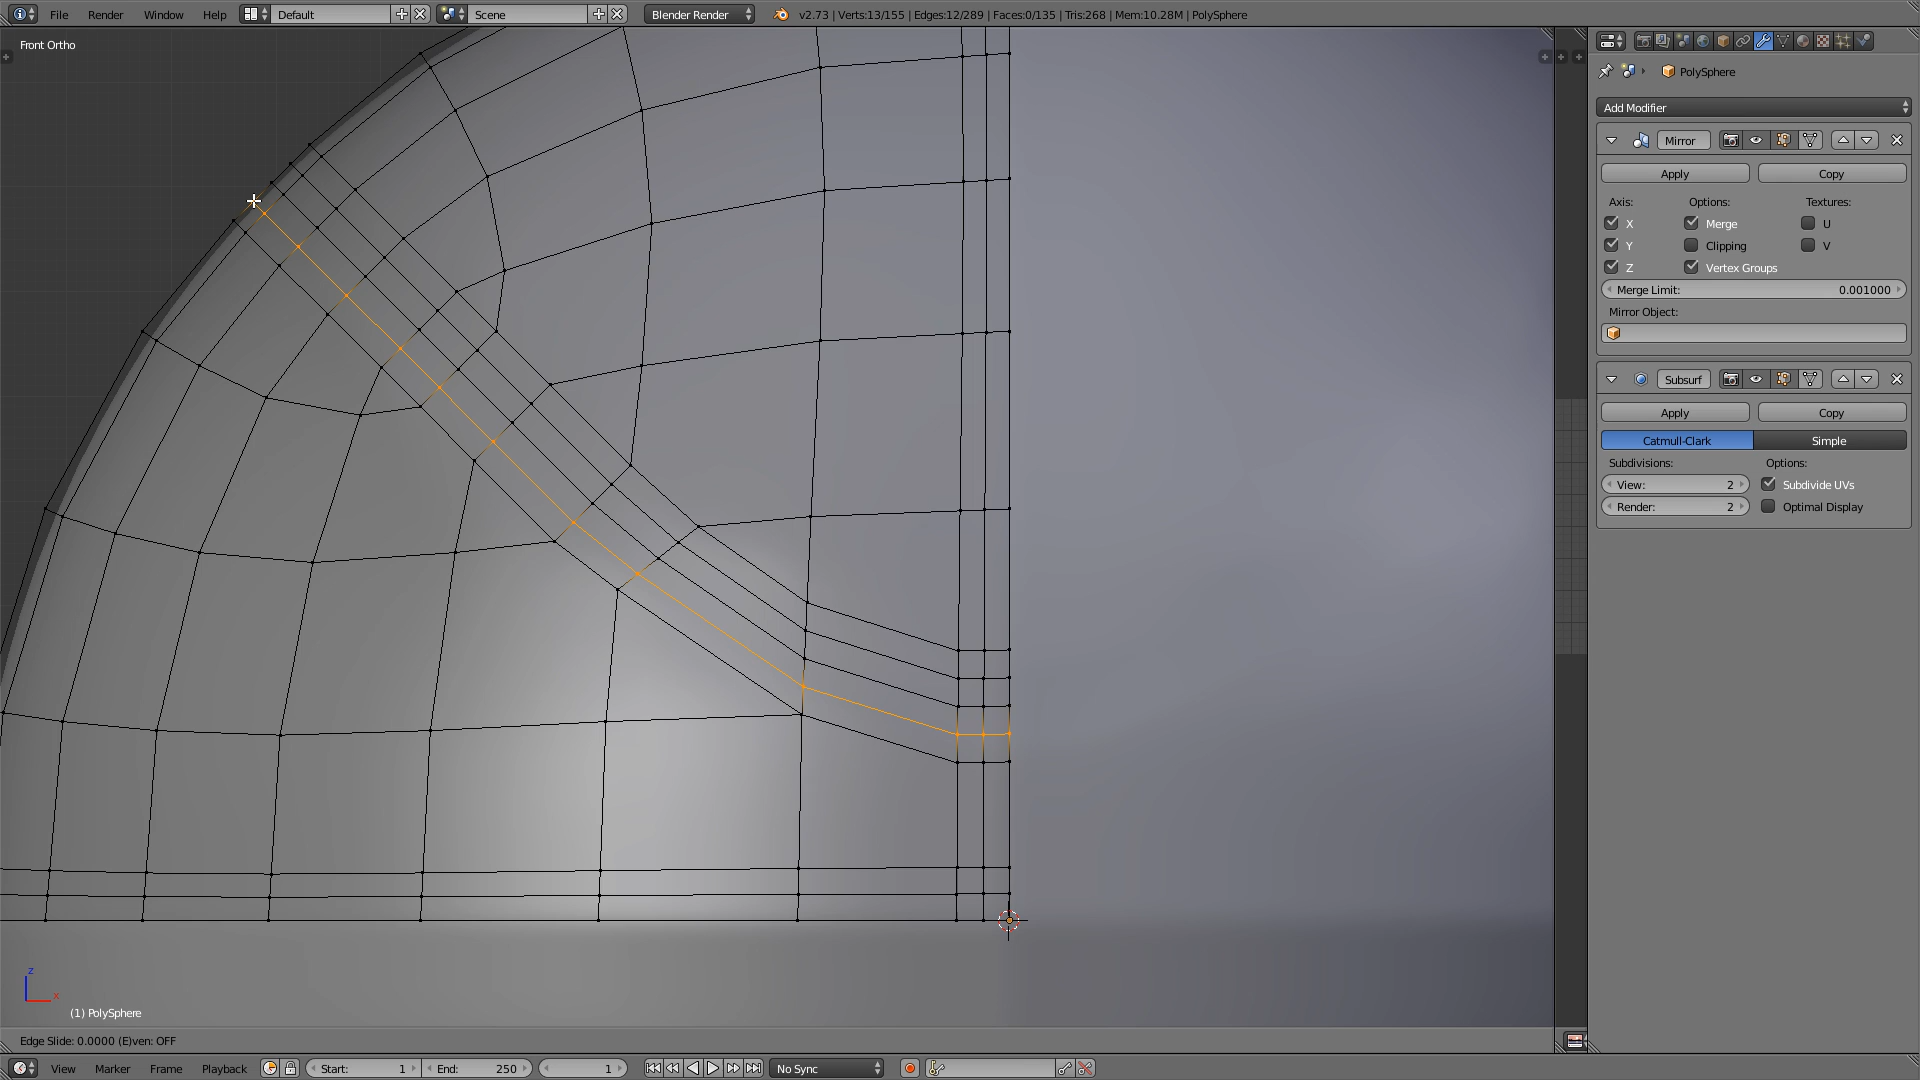 File Render Window Help Default Scene Blender Render v2.73 | Verts:13/155 | Edges:12/289 | Faces:0/135 | Tris:268 | Mem:10.28M | PolySphere
Front Ortho
PolySphere
Add Modifier
Mirror
Apply Copy
Axis: Options: Textures:
X Merge U
Y Clipping V
Z Vertex Groups
Merge Limit: 0.001000
Mirror Object:
Subsurf
Apply Copy
Catmull-Clark Simple
Subdivisions: Options:
View: 2 Subdivide UVs
Render: 2 Optimal Display
z
x
(1) PolySphere
Edge Slide: 0.0000 (E)ven: OFF
View Marker Frame Playback Start: 1 End: 250 1 No Sync